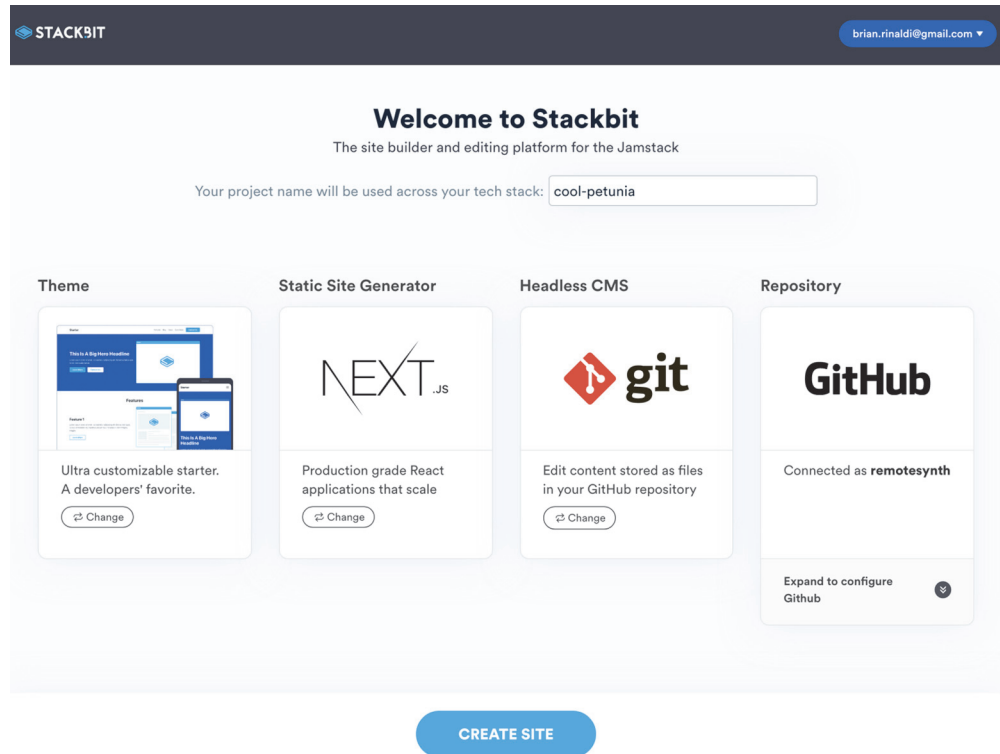 STACKBIT
brian.rinaldi@gmail.com
Welcome to Stackbit
The site builder and editing platform for the Jamstack
Your project name will be used across your tech stack: cool-petunia
Theme
This Is A Big Hero Headline
Features
Feature 1
This Is A Big Hero
Headline
Ultra customizable starter.
A developers' favorite.
Change
Static Site Generator
NEXT.JS
Production grade React
applications that scale
Change
Headless CMS
git
Edit content stored as files
in your GitHub repository
Change
Repository
GitHub
Connected as remotesynth
Expand to configure
Github
CREATE SITE